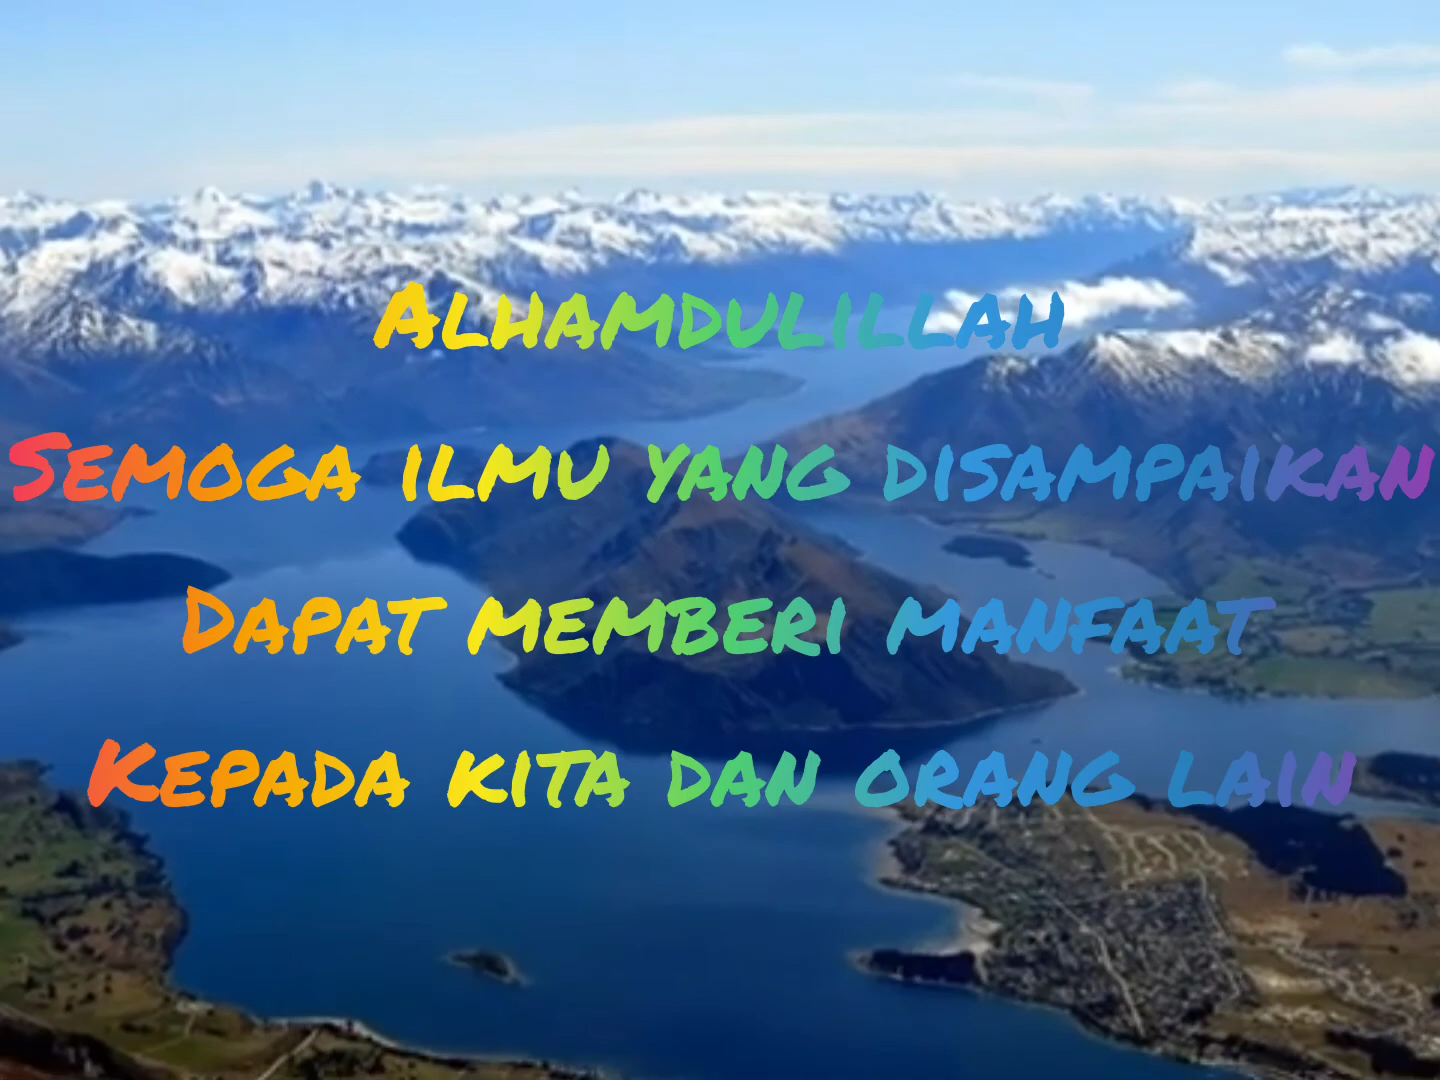 Alhamdulillah
Semoga ilmu yang disampaikan
Dapat memberi manfaat
Kepada kita dan orang lain